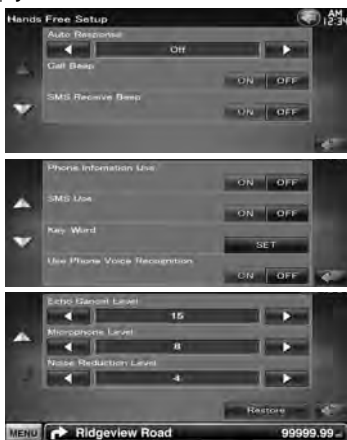 Hands Free Setup
AM
12:34
Auto Response
Off
Call Beep
ON OFF
SMS Receive Beep
ON OFF
Phone Infomation Use
ON OFF
SMS Use
ON OFF
Key Word
SET
Use Phone Voice Recognition
ON OFF
Echo Cancel Level
15
Microphone Level
8
Noise Reduction Level
4
Restore
MENU Ridgeview Road 99999.99